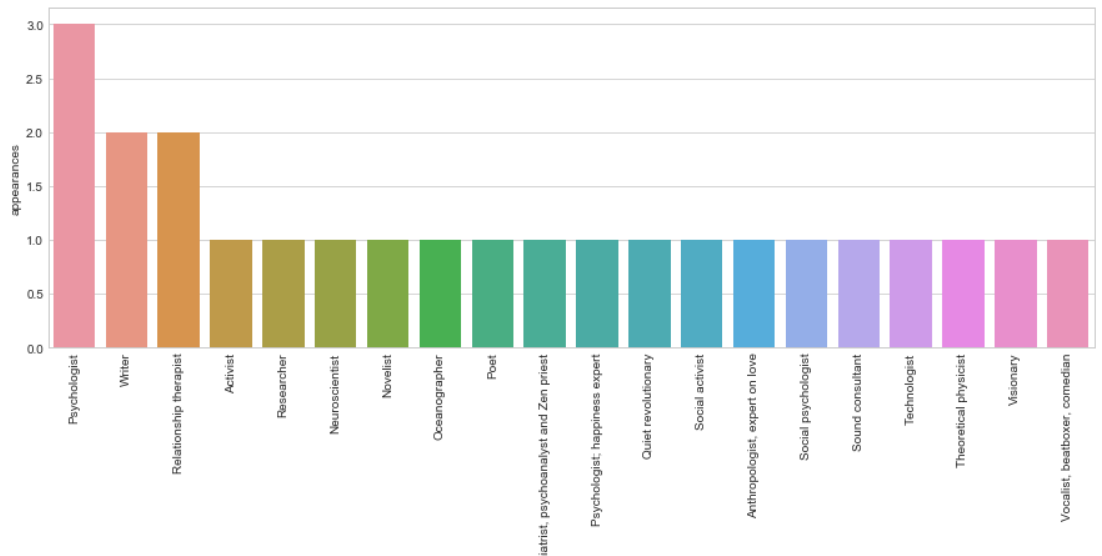 3.0
2.5
2.0
1.5
1.0
0.5
0.0
appearances
Psychologist
Writer
Relationship therapist
Activist
Researcher
Neuroscientist
Novelist
Oceanographer
Poet
iatrist, psychoanalyst and Zen priest
Psychologist; happiness expert
Quiet revolutionary
Social activist
Anthropologist, expert on love
Social psychologist
Sound consultant
Technologist
Theoretical physicist
Visionary
Vocalist, beatboxer, comedian